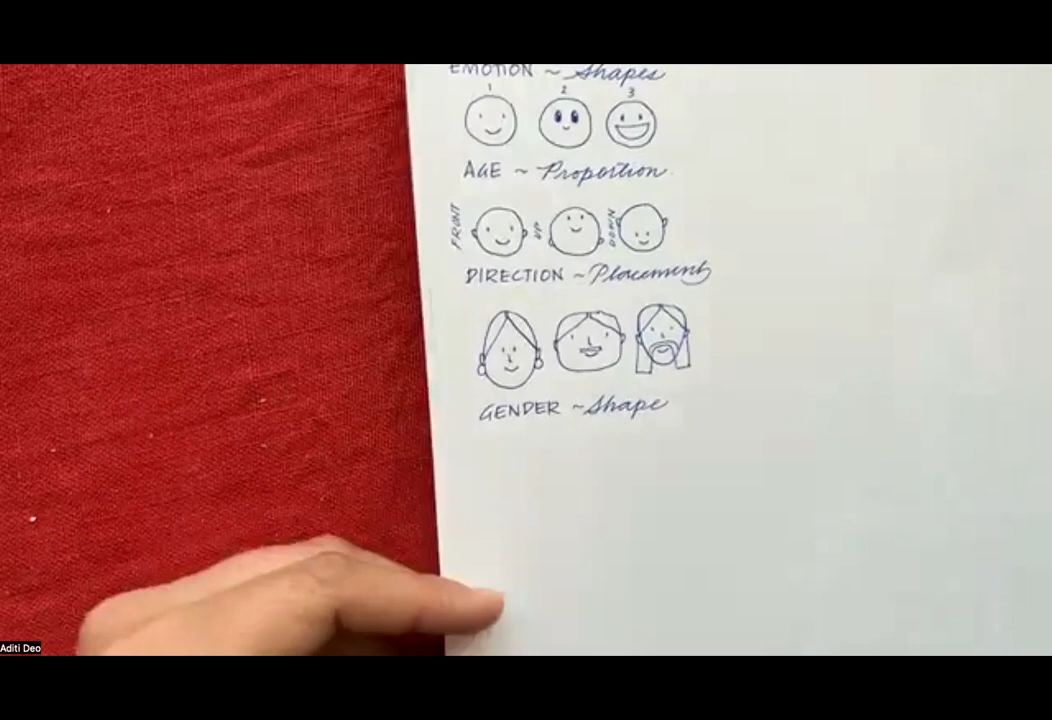 EMOTION ~ Shapes
1 2 3
AGE ~ Proportion
FRONT UP DOWN
DIRECTION ~ Placement
GENDER ~ Shape
Aditi Deo